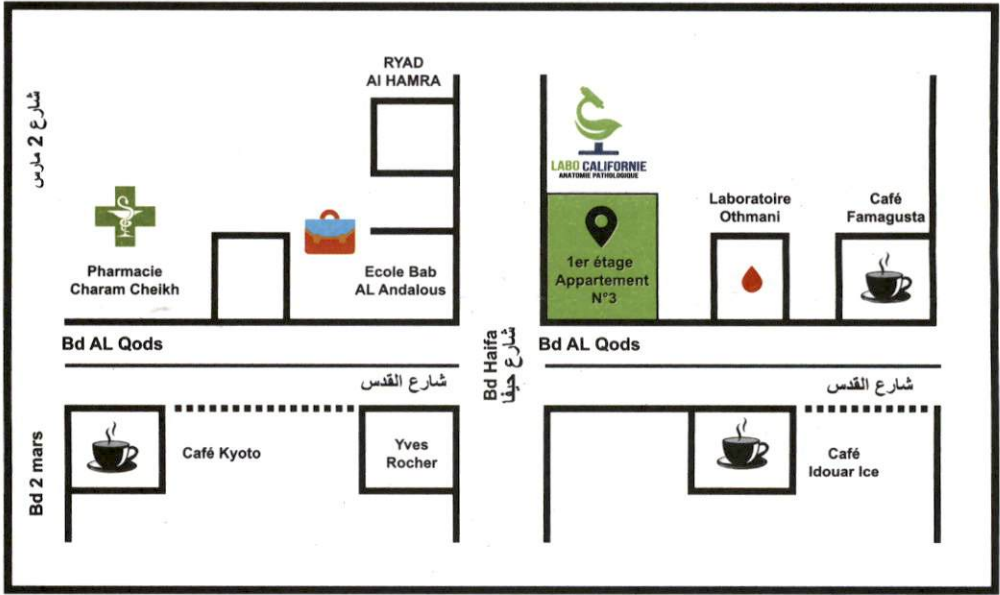 RYAD
Al HAMRA
شارع 2 مارس
LABO CALIFORNIE
ANATOMIE PATHOLOGIQUE
Pharmacie
Charam Cheikh
Ecole Bab
AL Andalous
1er étage
Appartement
N°3
Laboratoire
Othmani
Café
Famagusta
Bd AL Qods
شارع القدس
Bd Haifa
شارع حيفا
Bd AL Qods
شارع القدس
Bd 2 mars
Café Kyoto
Yves
Rocher
Café
Idouar Ice